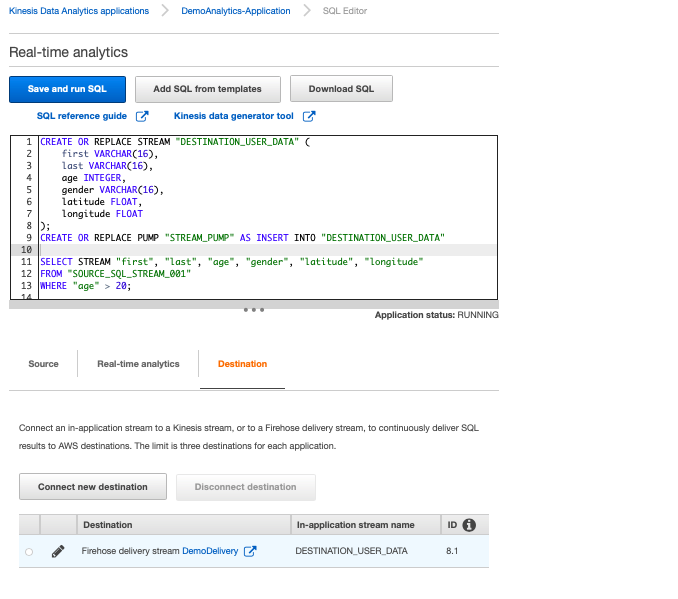 Kinesis Data Analytics applications DemoAnalytics-Application SQL Editor
Real-time analytics
Save and run SQL Add SQL from templates Download SQL
SQL reference guide Kinesis data generator tool
1 CREATE OR REPLACE STREAM "DESTINATION_USER_DATA" (
2 first VARCHAR(16),
3 last VARCHAR(16),
4 age INTEGER,
5 gender VARCHAR(16),
6 latitude FLOAT,
7 longitude FLOAT
8 );
9 CREATE OR REPLACE PUMP "STREAM_PUMP" AS INSERT INTO "DESTINATION_USER_DATA"
10
11 SELECT STREAM "first", "last", "age", "gender", "latitude", "longitude"
12 FROM "SOURCE_SQL_STREAM_001"
13 WHERE "age" > 20;
14
Application status: RUNNING
Source Real-time analytics Destination
Connect an in-application stream to a Kinesis stream, or to a Firehose delivery stream, to continuously deliver SQL
results to AWS destinations. The limit is three destinations for each application.
Connect new destination Disconnect destination
Destination In-application stream name ID
Firehose delivery stream DemoDelivery DESTINATION_USER_DATA 8.1